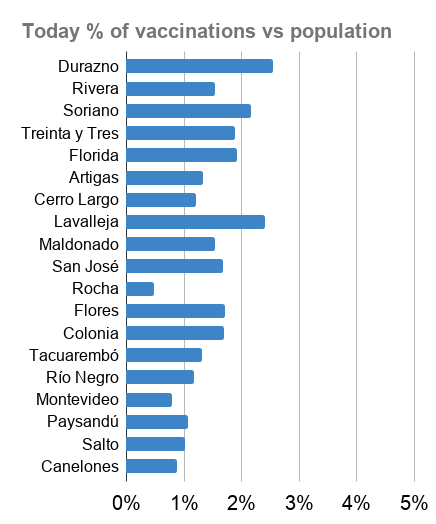 Today % of vaccinations vs population
Durazno
Rivera
Soriano
Treinta y Tres
Florida
Artigas
Cerro Largo
Lavalleja
Maldonado
San José
Rocha
Flores
Colonia
Tacuarembó
Río Negro
Montevideo
Paysandú
Salto
Canelones
0% 1% 2% 3% 4% 5%